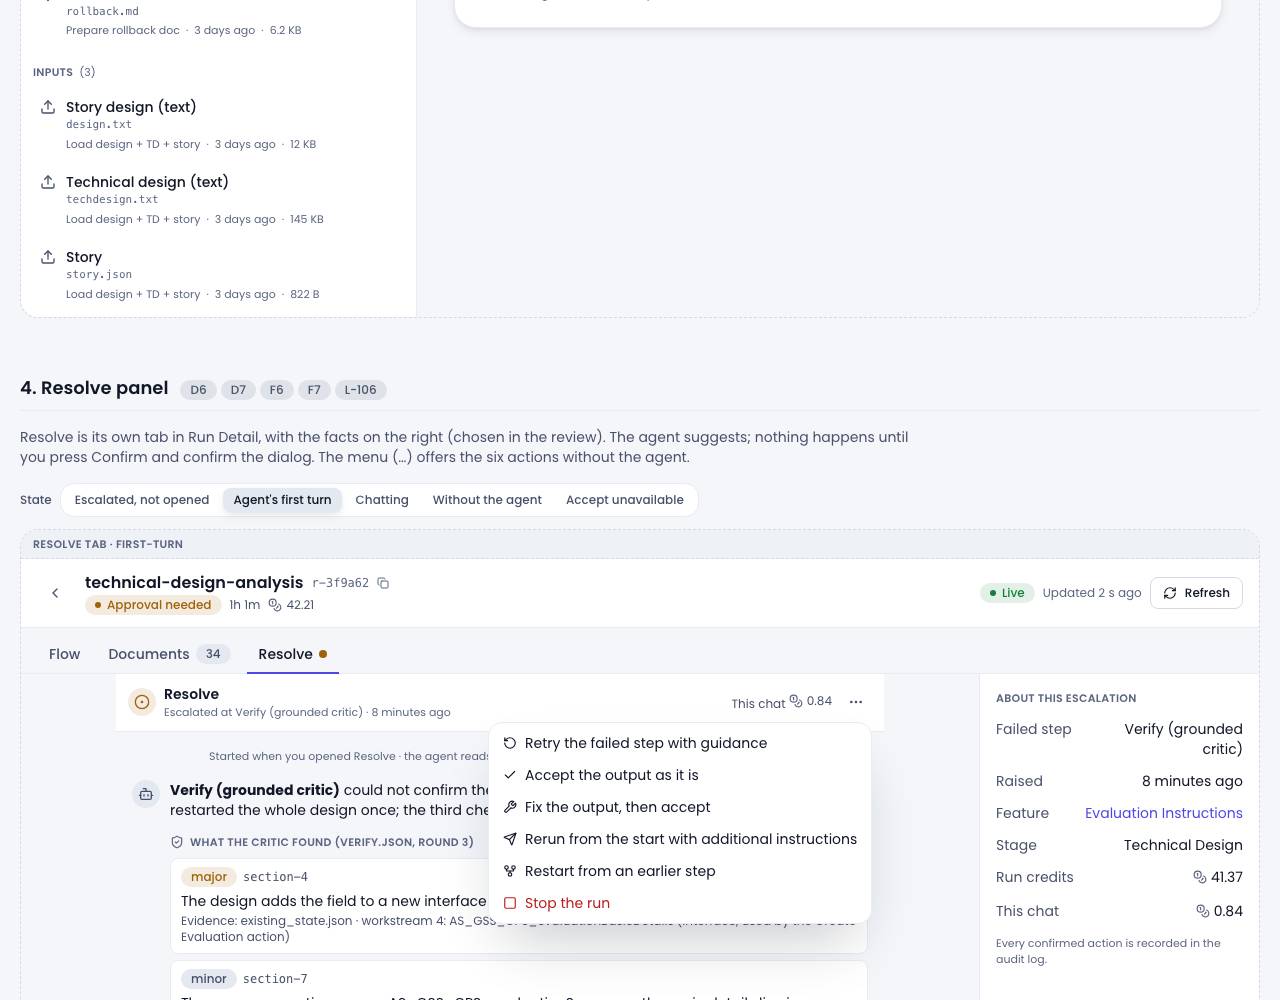 rollback.md
Prepare rollback doc · 3 days ago · 6.2 KB
INPUTS (3)
Story design (text)
design.txt
Load design + TD + story · 3 days ago · 12 KB
Technical design (text)
techdesign.txt
Load design + TD + story · 3 days ago · 145 KB
Story
story.json
Load design + TD + story · 3 days ago · 822 B
4. Resolve panel D6 D7 F6 F7 L-106
Resolve is its own tab in Run Detail, with the facts on the right (chosen in the review). The agent suggests; nothing happens until
you press Confirm and confirm the dialog. The menu (…) offers the six actions without the agent.
State Escalated, not opened Agent's first turn Chatting Without the agent Accept unavailable
RESOLVE TAB · FIRST-TURN
technical-design-analysis r-3f9a62
Approval needed 1h 1m 42.21
Live Updated 2 s ago Refresh
Flow Documents 34 Resolve
Resolve
Escalated at Verify (grounded critic) · 8 minutes ago
This chat 0.84 ...
Started when you opened Resolve · the agent reads
Verify (grounded critic) could not confirm the
restarted the whole design once; the third che
WHAT THE CRITIC FOUND (VERIFY.JSON, ROUND 3)
major section-4
The design adds the field to a new interface
Evidence: existing_state.json · workstream 4:
Evaluation action)
minor section-7
Retry the failed step with guidance
Accept the output as it is
Fix the output, then accept
Rerun from the start with additional instructions
Restart from an earlier step
Stop the run
ABOUT THIS ESCALATION
Failed step Verify (grounded
critic)
Raised 8 minutes ago
Feature Evaluation Instructions
Stage Technical Design
Run credits 41.37
This chat 0.84
Every confirmed action is recorded in the
audit log.